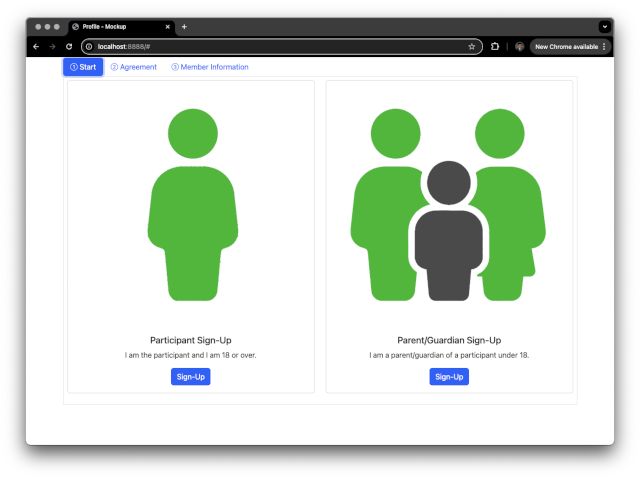 Profile - Mockup
localhost:8888/#
New Chrome available
① Start
② Agreement
③ Member Information
Participant Sign-Up
I am the participant and I am 18 or over.
Sign-Up
Parent/Guardian Sign-Up
I am a parent/guardian of a participant under 18.
Sign-Up